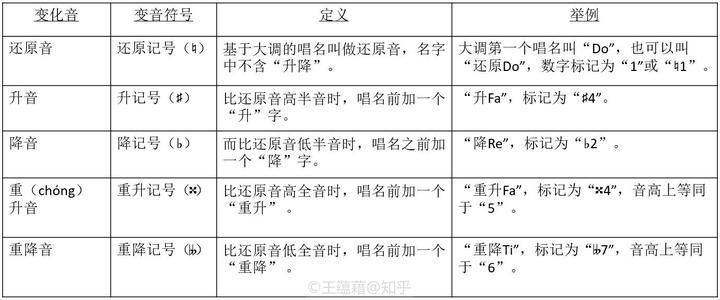 变化音 变音符号 定义 举例
还原音 还原记号（♮） 基于大调的唱名叫做还原音，名字 大调第一个唱名叫“Do”，也可以叫
中不含“升降”。 “还原Do”，数字标记为“1”或“♮1”。
升音 升记号（♯） 比还原音高半音时，唱名前加一个 “升Fa”，标记为“♯4”。
“升”字。
降音 降记号（♭） 而比还原音低半音时，唱名之前加 “降Re”，标记为“♭2”。
一个“降”字。
重（chóng） 重升记号（𝄪） 比还原音高全音时，唱名前加一个 “重升Fa”，标记为“𝄪4”，音高上等同
升音 “重升” 。 于“5”。
重降音 重降记号（𝄫） 比还原音低全音时，唱名前加一个 “重降Ti”，标记为“𝄫7”，音高上等同
“重降” 。 于“6”。
©王蕴藉@知乎